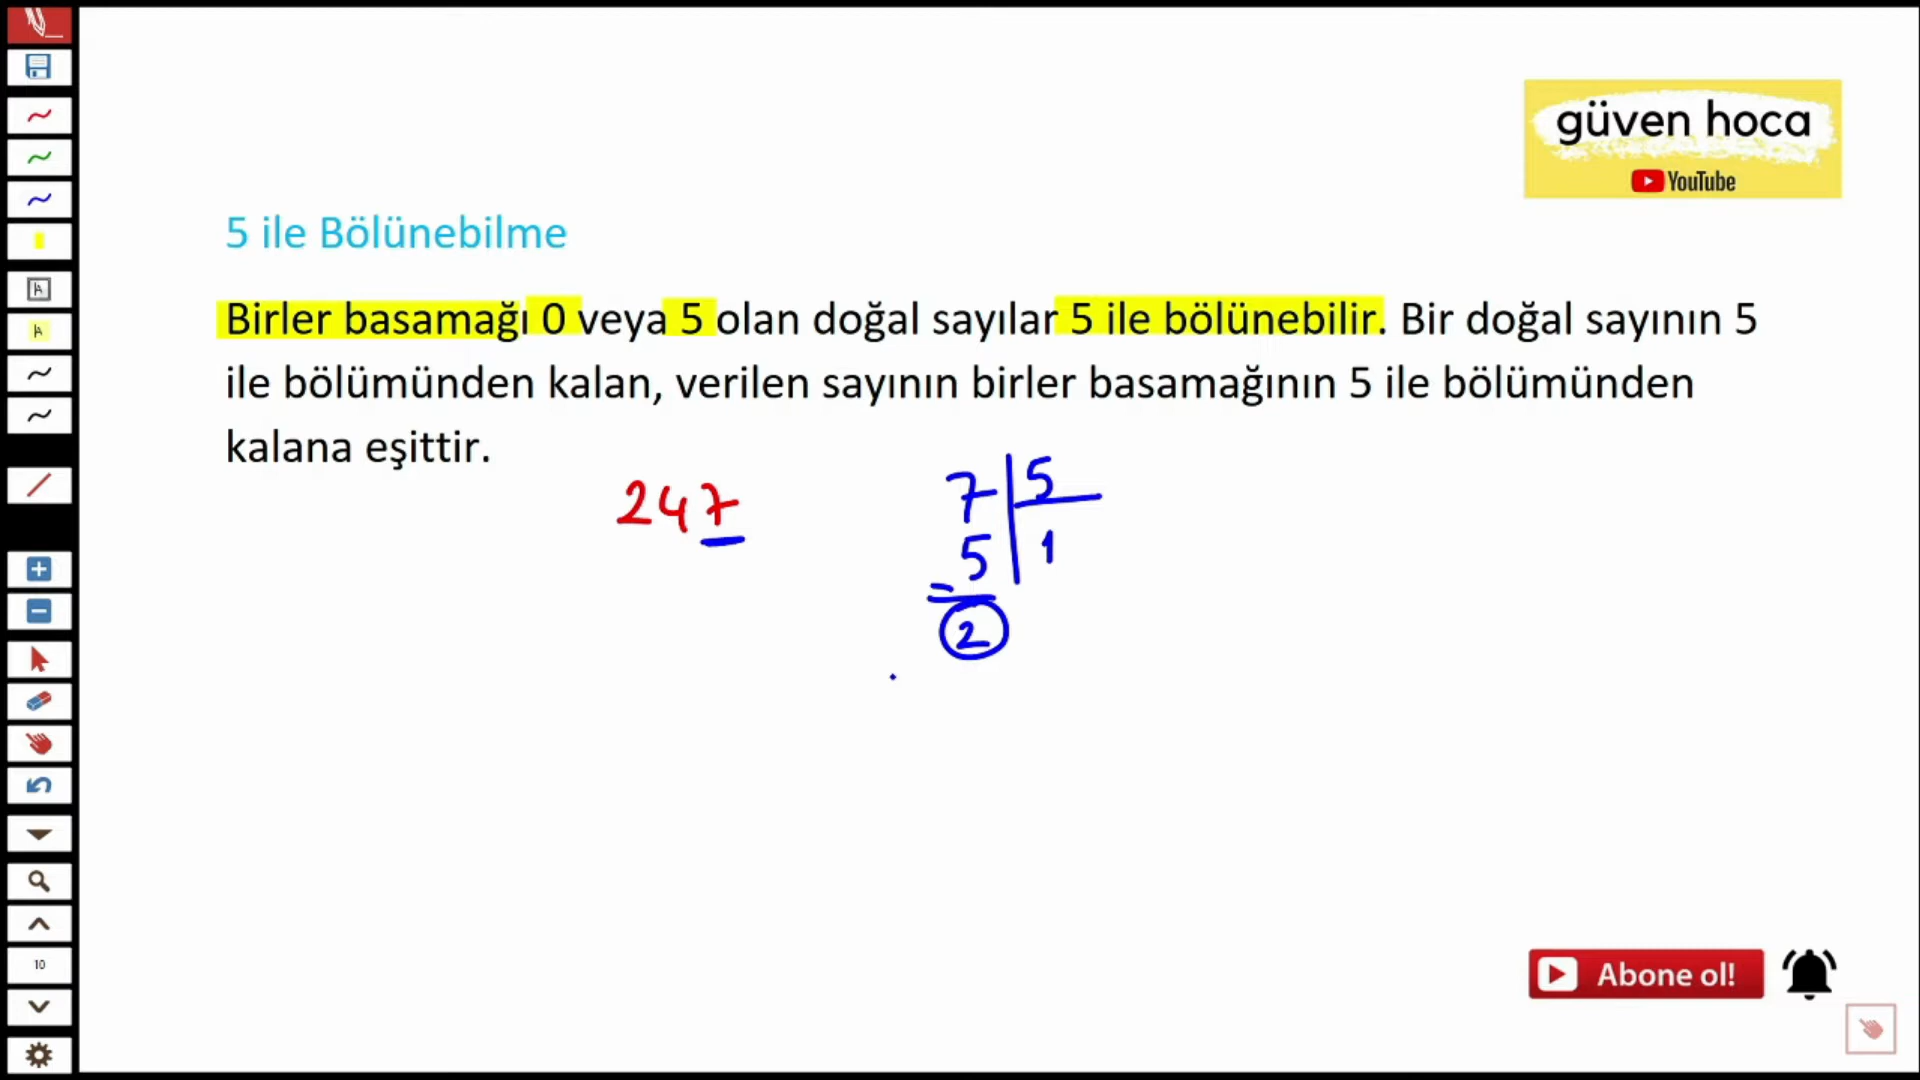 güven hoca
YouTube
5 ile Bölünebilme
Birler basamağı 0 veya 5 olan doğal sayılar 5 ile bölünebilir. Bir doğal sayının 5
ile bölümünden kalan, verilen sayının birler basamağının 5 ile bölümünden
kalana eşittir.
247
7 5
5 1
2
10
Abone ol!